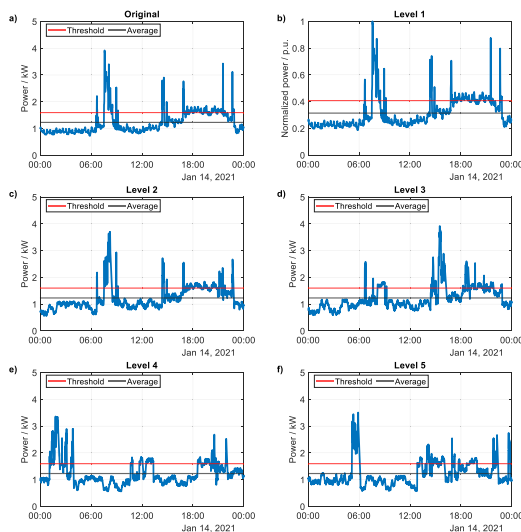 a) Original
Threshold Average
Power / kW
5
4
3
2
1
0
00:00 06:00 12:00 18:00 00:00
Jan 14, 2021
b) Level 1
Threshold Average
Normalized power / p.u.
1
0.8
0.6
0.4
0.2
0
00:00 06:00 12:00 18:00 00:00
Jan 14, 2021
c) Level 2
Threshold Average
Power / kW
5
4
3
2
1
0
00:00 06:00 12:00 18:00 00:00
Jan 14, 2021
d) Level 3
Threshold Average
Power / kW
5
4
3
2
1
0
00:00 06:00 12:00 18:00 00:00
Jan 14, 2021
e) Level 4
Threshold Average
Power / kW
5
4
3
2
1
0
00:00 06:00 12:00 18:00 00:00
Jan 14, 2021
f) Level 5
Threshold Average
Power / kW
5
4
3
2
1
0
00:00 06:00 12:00 18:00 00:00
Jan 14, 2021